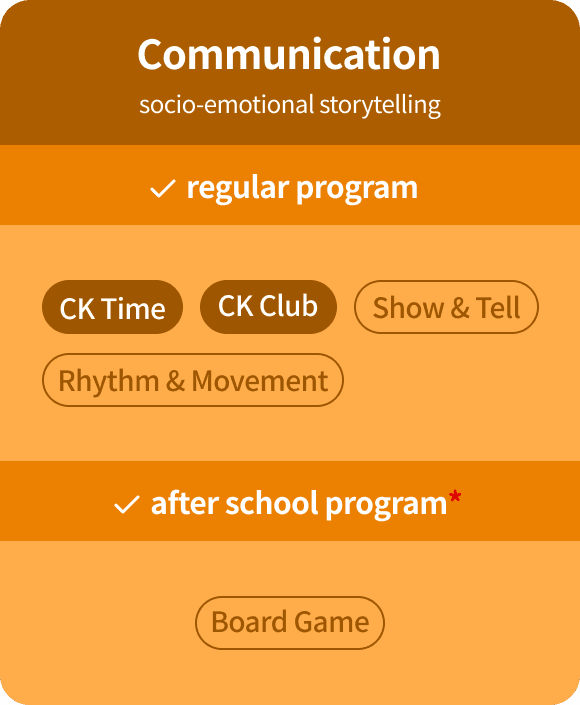 Communication
socio-emotional storytelling
regular program
CK Time CK Club Show & Tell
Rhythm & Movement
after school program*
Board Game